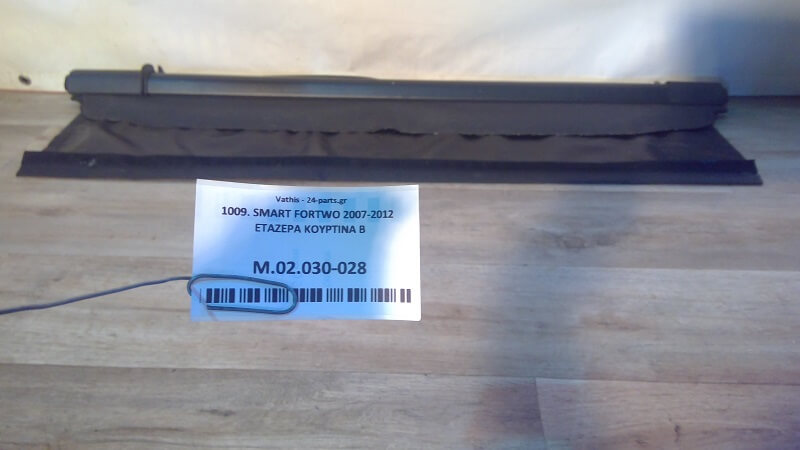 Vathis - 24-parts.gr
1009. SMART FORTWO 2007-2012
ΕΤΑΖΕΡΑ ΚΟΥΡΤΙΝΑ Β
M.02.030-028